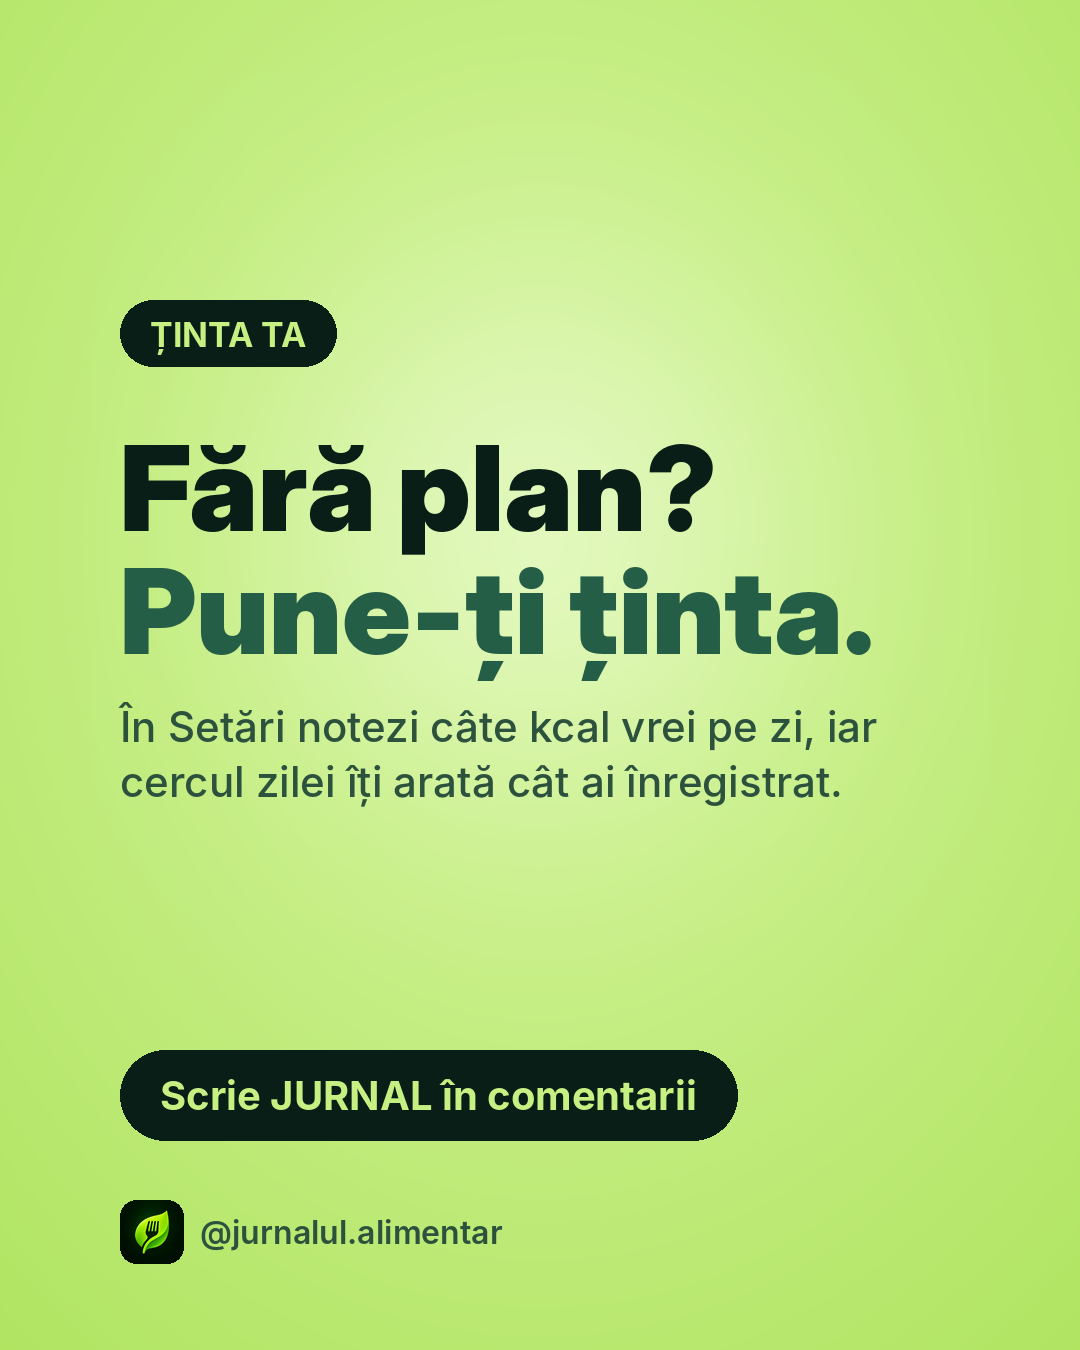 ȚINTA TA
Fără plan?
Pune-ți ținta.
În Setări notezi câte kcal vrei pe zi, iar
cercul zilei îți arată cât ai înregistrat.
Scrie JURNAL în comentarii
@jurnalul.alimentar